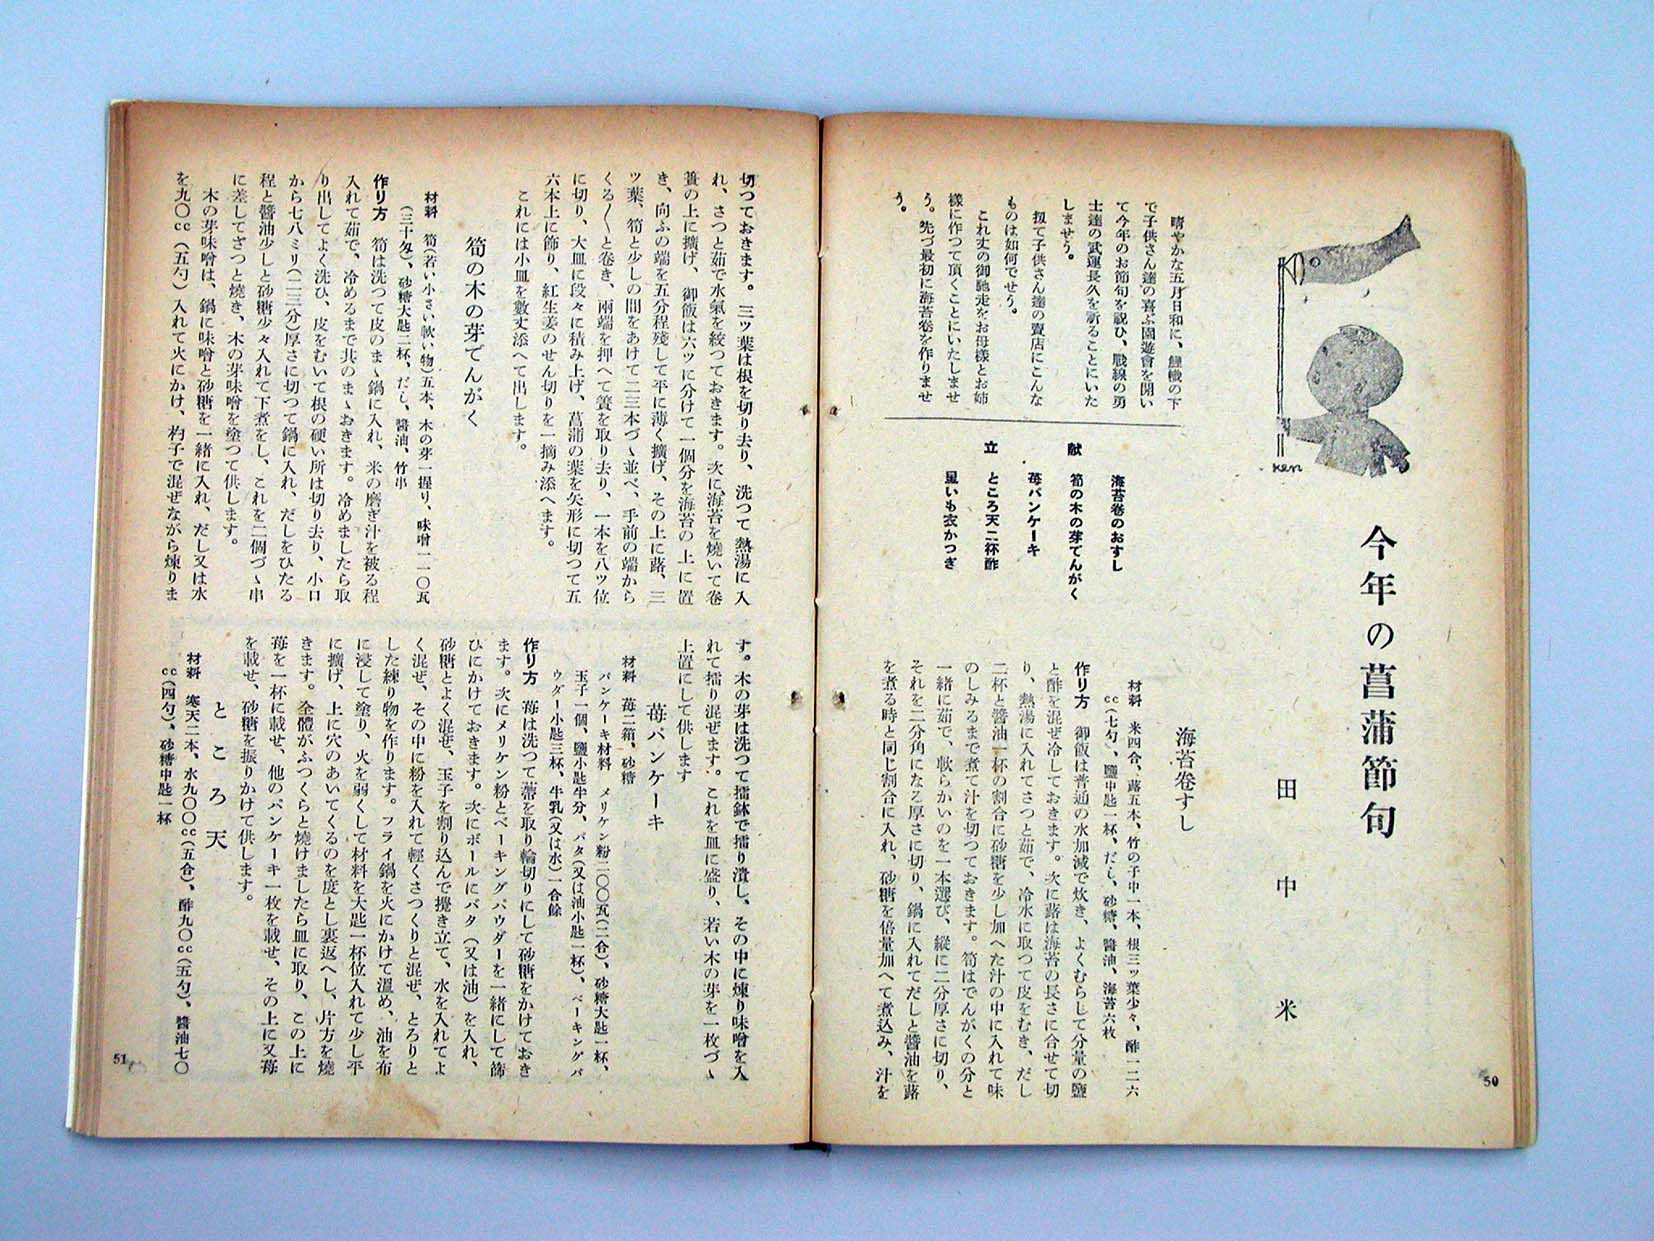 今年の菖蒲節句
田中米
ken
晴やかな五月日和に、鯉幟の下
で子供さん達の喜ぶ園遊會を開い
て今年のお節句を祝ひ、戰線の勇
士達の武運長久を祈ることにいた
しませう。
扨て子供さん達の賣店にこんな
ものは如何でせう。
これ丈の御馳走をお母樣とお姉
樣に作つて頂くことにいたしませ
う。先づ最初に海苔卷を作りませ
う。
献立
海苔卷のおすし
筍の木の芽でんがく
苺パンケーキ
ところ天二杯酢
里いも衣かつぎ
海苔卷すし
材料 米四合、蕗五本、竹の子中一本、根三ッ葉少々、酢一二六
cc(七勺)、鹽中匙一杯、だし、砂糖、醬油、海苔六枚
作り方 御飯は普通の水加減で炊き、よくむらして分量の鹽
と酢を混ぜ冷しておきます。次に蕗は海苔の長さに合せて切
り、熱湯に入れてさつと茹で、冷水に取つて皮をむき、だし
二杯と醬油一杯の割合に砂糖を少し加へた汁の中に入れて味
のしみるまで煮て汁を切つておきます。筍はでんがくの分と
一緒に茹で、軟らかいのを一本選び、縱に二分厚さに切り、
それを二分角になる厚さに切り、鍋に入れてだしと醬油を蕗
を煮る時と同じ割合に入れ、砂糖を倍量加へて煮込み、汁を
50
切つておきます。三ッ葉は根を切り去り、洗つて熱湯に入
れ、さつと茹で水氣を絞つておきます。次に海苔を燒いて卷
簀の上に擴げ、御飯は六ッに分けて一個分を海苔の上に置
き、向ふの端を五分程殘して平に薄く擴げ、その上に蕗、三
ッ葉、筍と少しの間をあけて二三本づゝ並べ、手前の端から
くる〱と卷き、兩端を押へて簀を取り去り、一本を八ッ位
に切り、大皿に段々に積み上げ、菖蒲の葉を矢形に切つて五
六本上に飾り、紅生姜のせん切りを一摘み添へます。
これには小皿を數丈添へて出します。
筍の木の芽でんがく
材料 筍(若い小さい軟い物)五本、木の芽一握り、味噌一一〇瓦
(三十匁)、砂糖大匙二杯、だし、醬油、竹串
作り方 筍は洗つて皮のまゝ鍋に入れ、米の磨ぎ汁を被る程
入れて茹で、冷めるまで其のまゝおきます。冷めましたら取
り出してよく洗ひ、皮をむいて根の硬い所は切り去り、小口
から七八ミリ(二三分)厚さに切つて鍋に入れ、だしをひたる
程と醬油少しと砂糖少々入れて下煮をし、これを二個づゝ串
に差してざつと燒き、木の芽味噌を塗つて供します。
木の芽味噌は、鍋に味噌と砂糖を一緒に入れ、だし又は水
を九〇cc(五勺)入れて火にかけ、杓子で混ぜながら煉りま
す。木の芽は洗つて擂鉢で擂り潰し、その中に煉り味噌を入
れて擂り混ぜます。これを皿に盛り、若い木の芽を一枚づゝ
上置にして供します
苺パンケーキ
材料 苺二箱、砂糖
パンケーキ材料 メリケン粉二〇〇瓦(二合)、砂糖大匙一杯、
玉子一個、鹽小匙半分、バタ(又は油小匙一杯)、ベーキングパ
ウダー小匙三杯、牛乳(又は水)一合餘
作り方 苺は洗つて蔕を取り輪切りにして砂糖をかけておき
ます。次にメリケン粉とベーキングパウダーを一緒にして篩
ひにかけておきます。次にボールにバタ(又は油)を入れ、
砂糖とよく混ぜ、玉子を割り込んで攪き立て、水を入れてよ
く混ぜ、その中に粉を入れて輕くさつくりと混ぜ、とろりと
した練り物を作ります。フライ鍋を火にかけて溫め、油を布
に浸して塗り、火を弱くして材料を大匙一杯位入れて少し平
に擴げ、上に穴のあいてくるのを度とし裏返へし、片方を燒
きます。全體がふつくらと燒けましたら皿に取り、この上に
苺を一杯に載せ、他のパンケーキ一枚を載せ、その上に又苺
を載せ、砂糖を振りかけて供します。
ところ天
材料 寒天二本、水九〇〇cc(五合)、酢九〇cc(五勺)、醬油七〇
cc(四勺)、砂糖中匙一杯
51